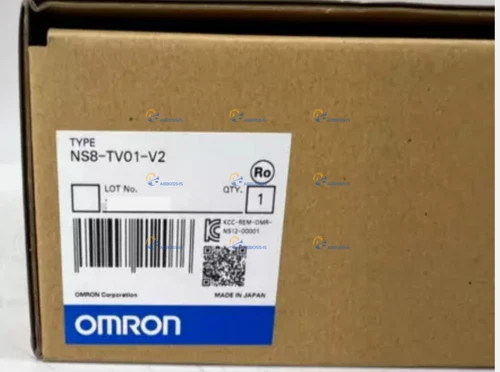 TYPE
NS8-TV01-V2
Ro
LOT No.
QTY.
1
KCC-REM-OMR-
NS12-00001
OMRON Corporation
MADE IN JAPAN
OMRON